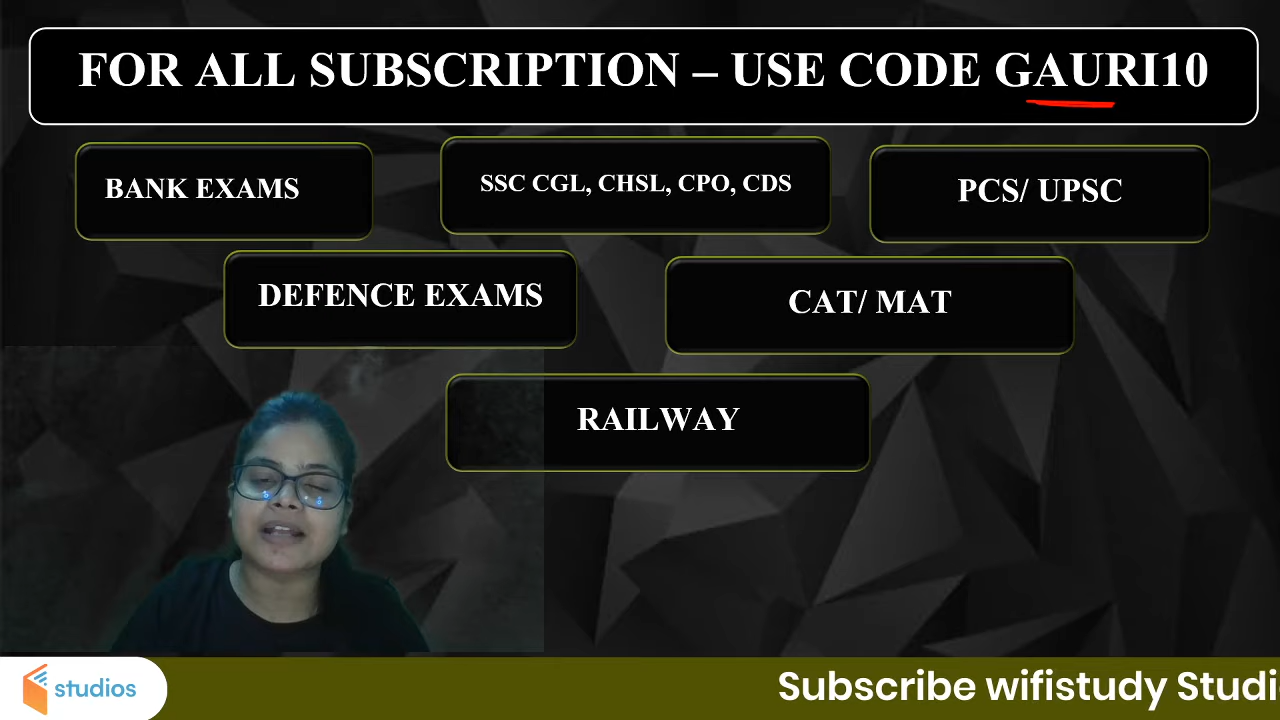 FOR ALL SUBSCRIPTION – USE CODE GAURI10
BANK EXAMS
SSC CGL, CHSL, CPO, CDS
PCS/ UPSC
DEFENCE EXAMS
CAT/ MAT
RAILWAY
studios
Subscribe wifistudy Studi